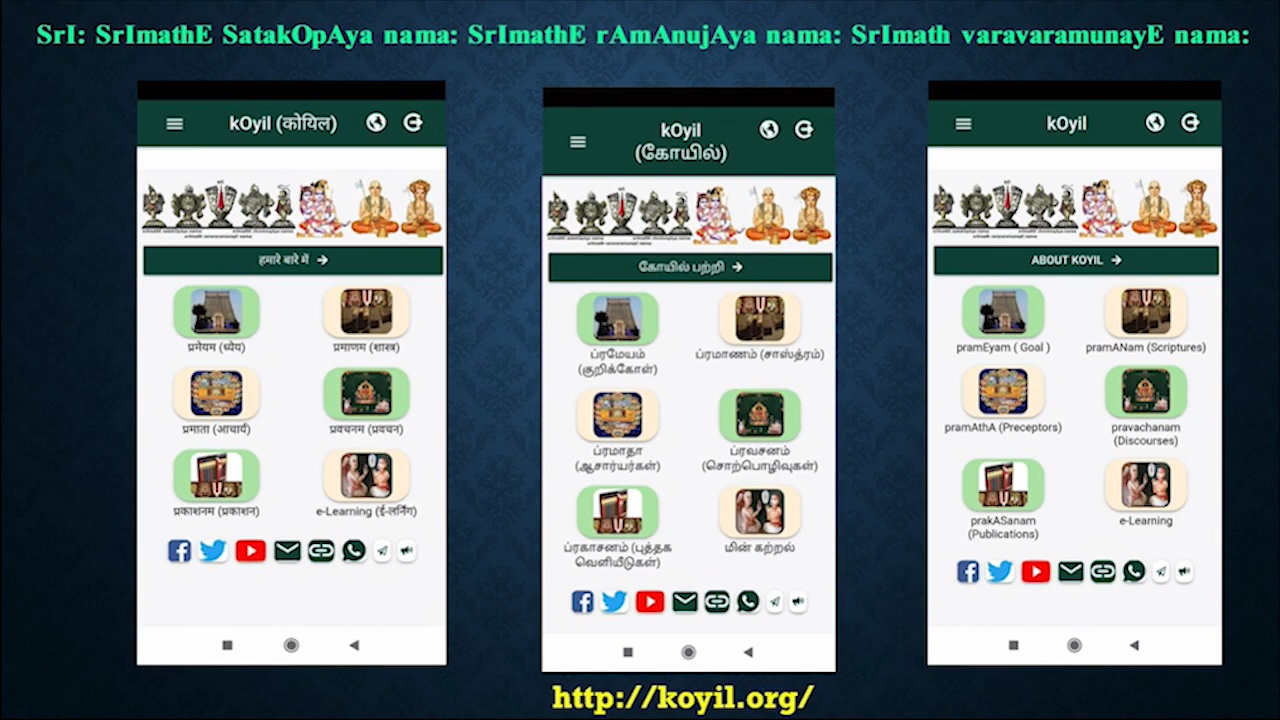 SrI: SrImathE SatakOpAya nama: SrImathE rAmAnujAya nama: SrImath varavaramunayE nama:
kOyil (कोयिल)
हमारे बारे में
प्रमेयम (ध्येय)
प्रमाणम (शास्त्र)
प्रमाता (आचार्य)
प्रवचनम (प्रवचन)
प्रकाशनम (प्रकाशन)
e-Learning (ई-लर्निंग)
kOyil
(கோயில்)
கோயில் பற்றி
ப்ரமேயம்
(குறிக்கோள்)
ப்ரமாணம் (சாஸ்த்ரம்)
ப்ரமாதா
(ஆசார்யர்கள்)
ப்ரவசனம்
(சொற்பொழிவுகள்)
ப்ரகாசனம் (புத்தக
வெளியீடுகள்)
மின் கற்றல்
kOyil
ABOUT KOYIL
pramEyam ( Goal )
pramANam (Scriptures)
pramAthA (Preceptors)
pravachanam
(Discourses)
prakASanam
(Publications)
e-Learning
http://koyil.org/